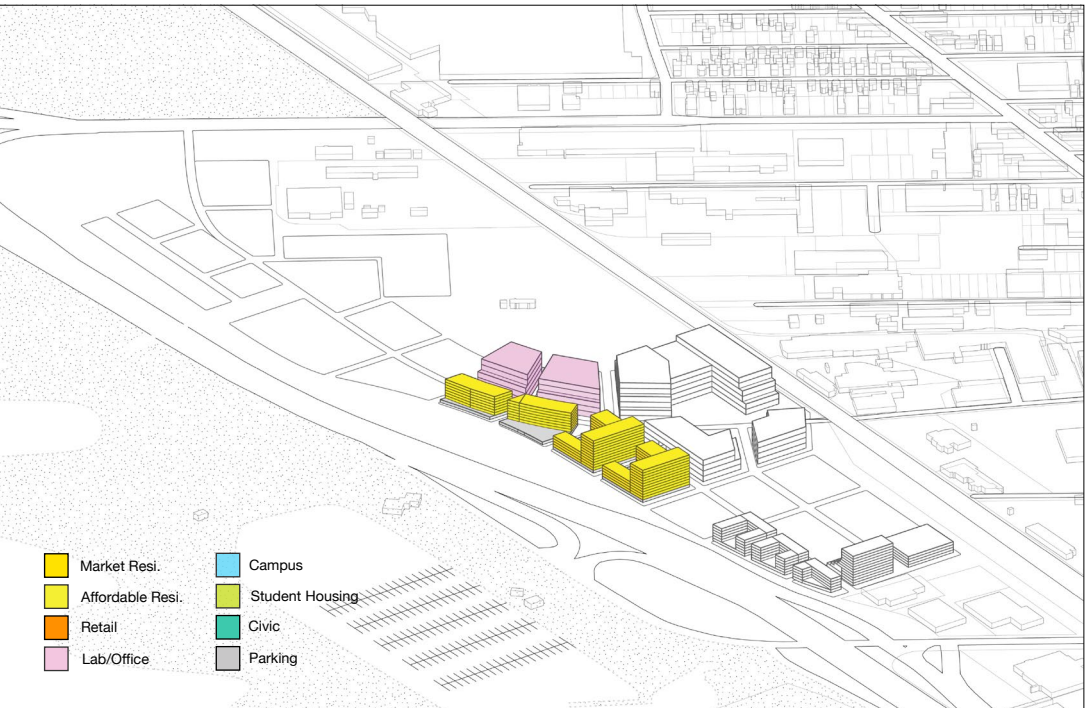 Market Resi.
Affordable Resi.
Retail
Lab/Office
Campus
Student Housing
Civic
Parking